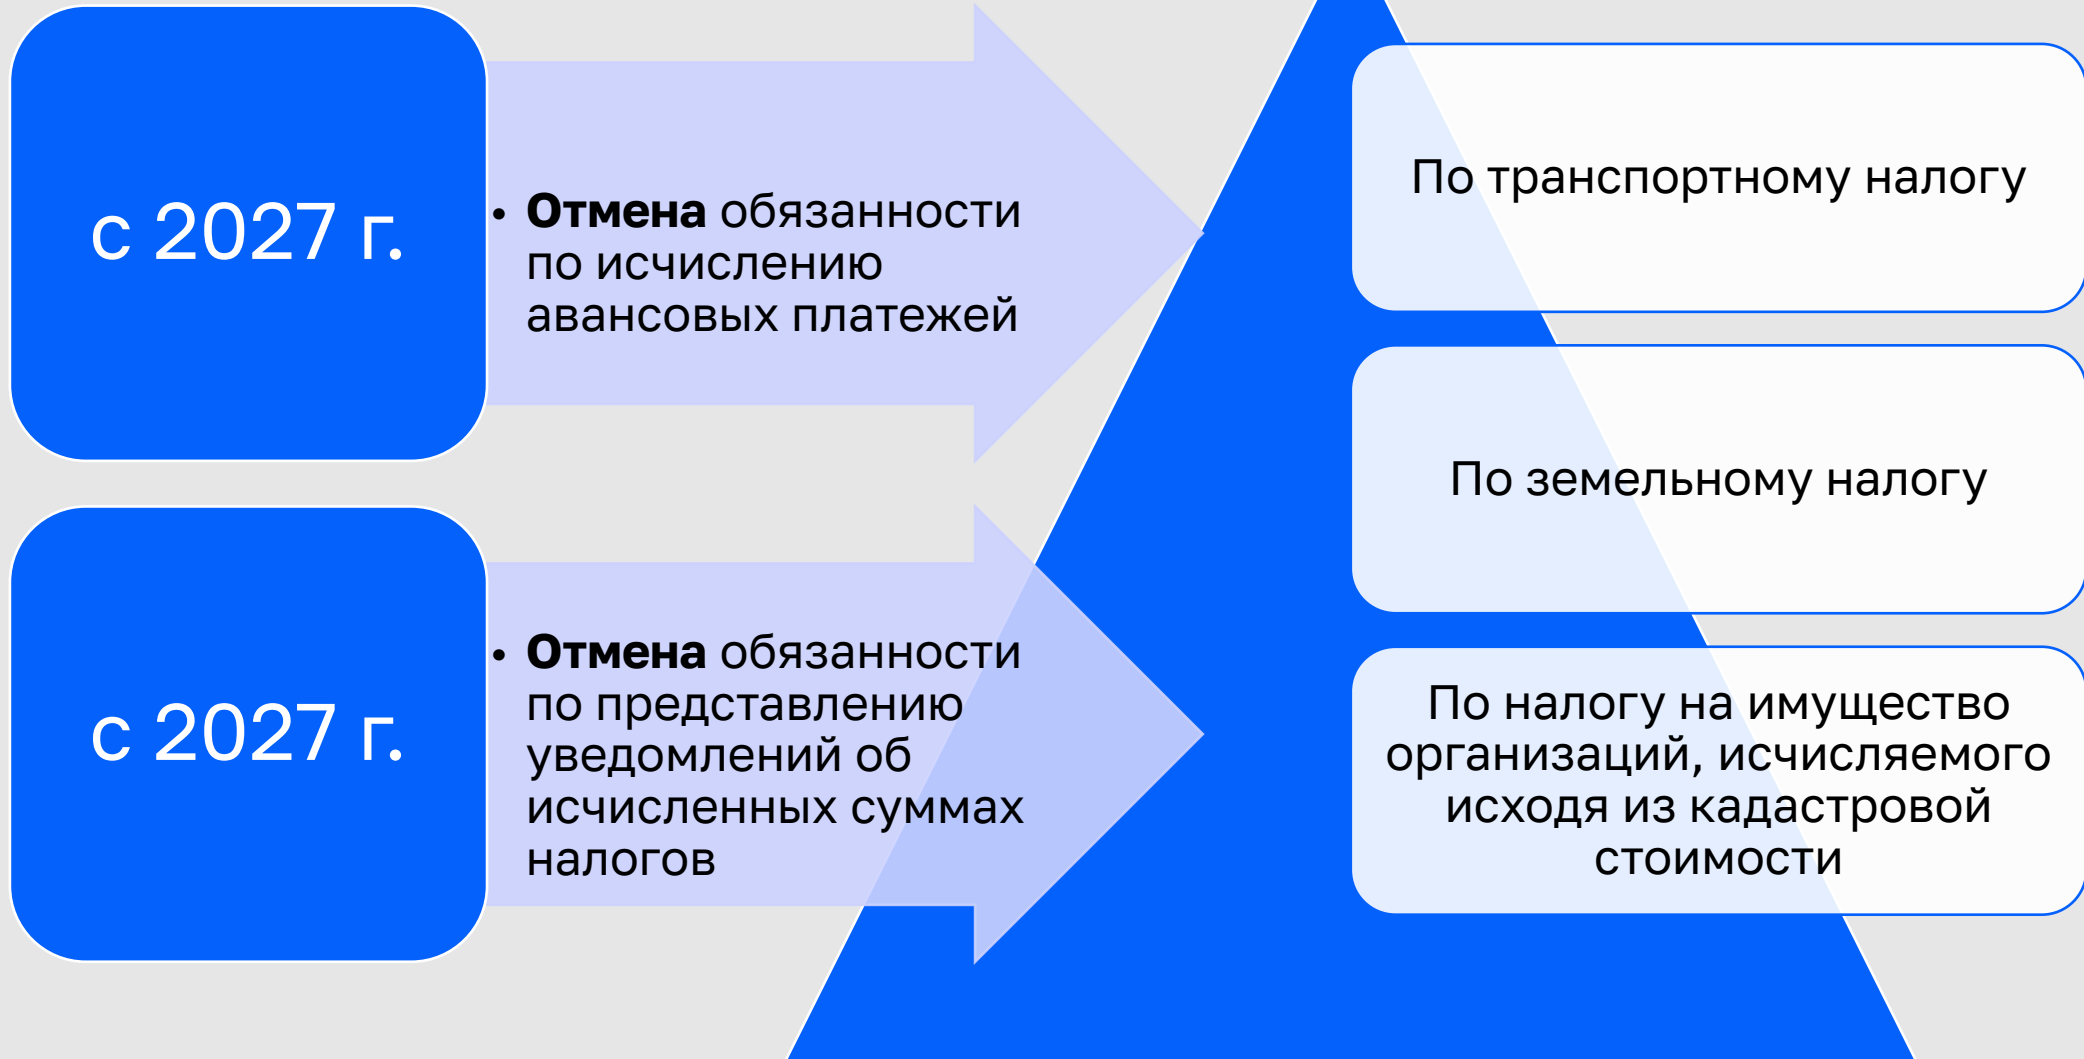 с 2027 г.
• Отмена обязанности
по исчислению
авансовых платежей
с 2027 г.
• Отмена обязанности
по представлению
уведомлений об
исчисленных суммах
налогов
По транспортному налогу
По земельному налогу
По налогу на имущество
организаций, исчисляемого
исходя из кадастровой
стоимости